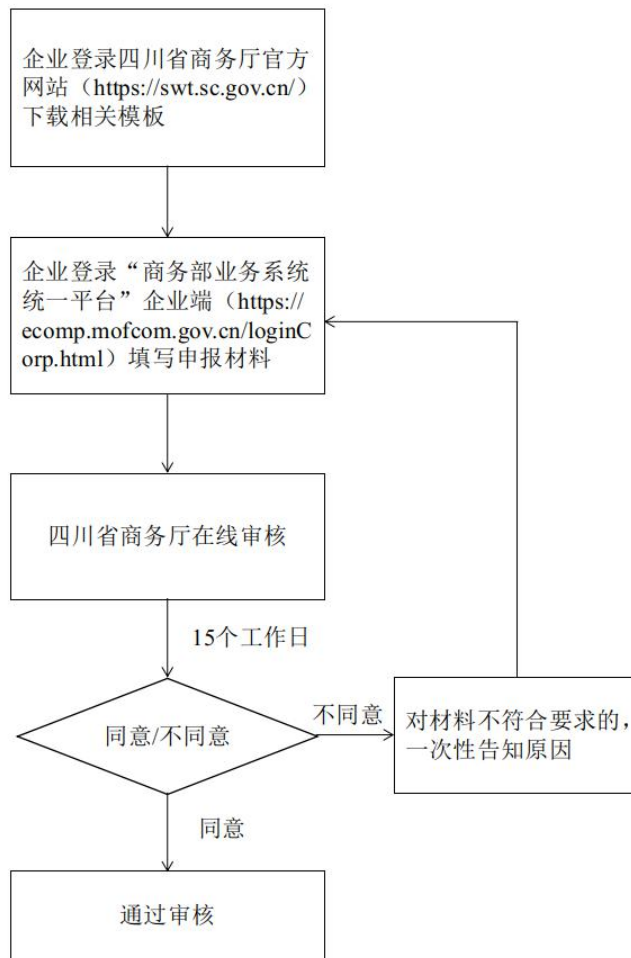 企业登录四川省商务厅官方
网站（https://swt.sc.gov.cn/）
下载相关模板
企业登录“商务部业务系统
统一平台”企业端（https://
ecomp.mofcom.gov.cn/loginC
orp.html）填写申报材料
四川省商务厅在线审核
15个工作日
同意/不同意
不同意
对材料不符合要求的，
一次性告知原因
同意
通过审核